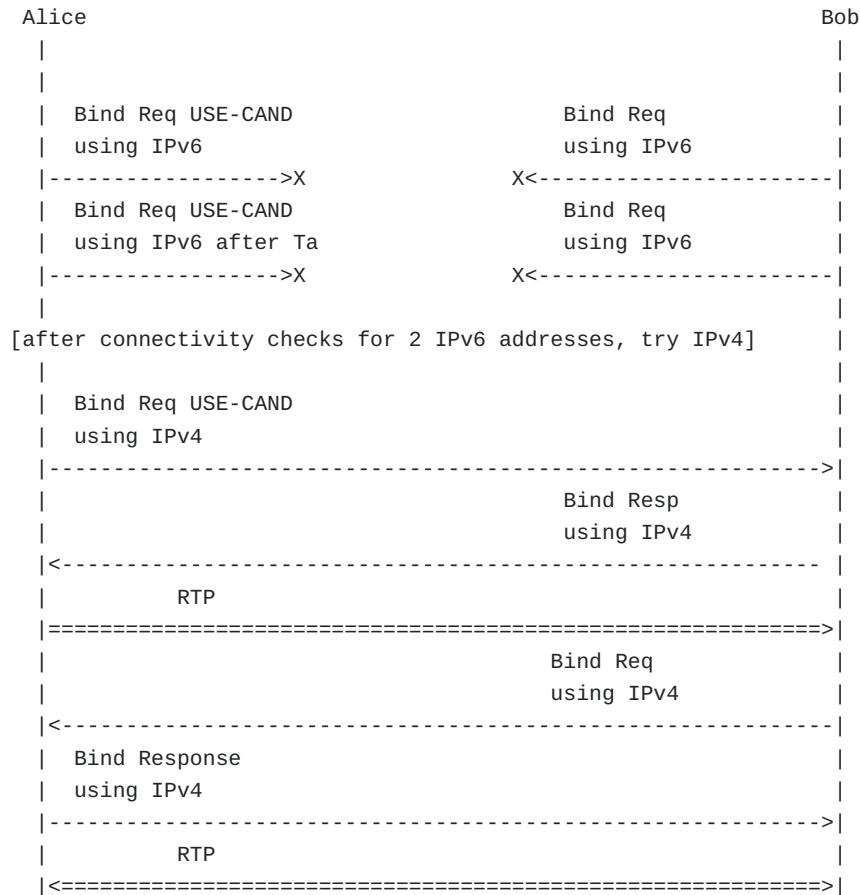 Alice                                                         Bob
  |                                                             |
  |                                                             |
  |  Bind Req USE-CAND                     Bind Req             |
  |  using IPv6                            using IPv6           |
  |------------------>X                X<-----------------------|
  |  Bind Req USE-CAND                     Bind Req             |
  |  using IPv6 after Ta                   using IPv6           |
  |------------------>X                X<-----------------------|
  |                                                             |
[after connectivity checks for 2 IPv6 addresses, try IPv4]      |
  |                                                             |
  |  Bind Req USE-CAND                                          |
  |  using IPv4                                                 |
  |------------------------------------------------------------>|
  |                                        Bind Resp            |
  |                                        using IPv4           |
  |<----------------------------------------------------------- |
  |          RTP                                                |
  |============================================================>|
  |                                       Bind Req              |
  |                                       using IPv4            |
  |<------------------------------------------------------------|
  |  Bind Response                                              |
  |  using IPv4                                                 |
  |------------------------------------------------------------>|
  |          RTP                                                |
  |<===========================================================>|